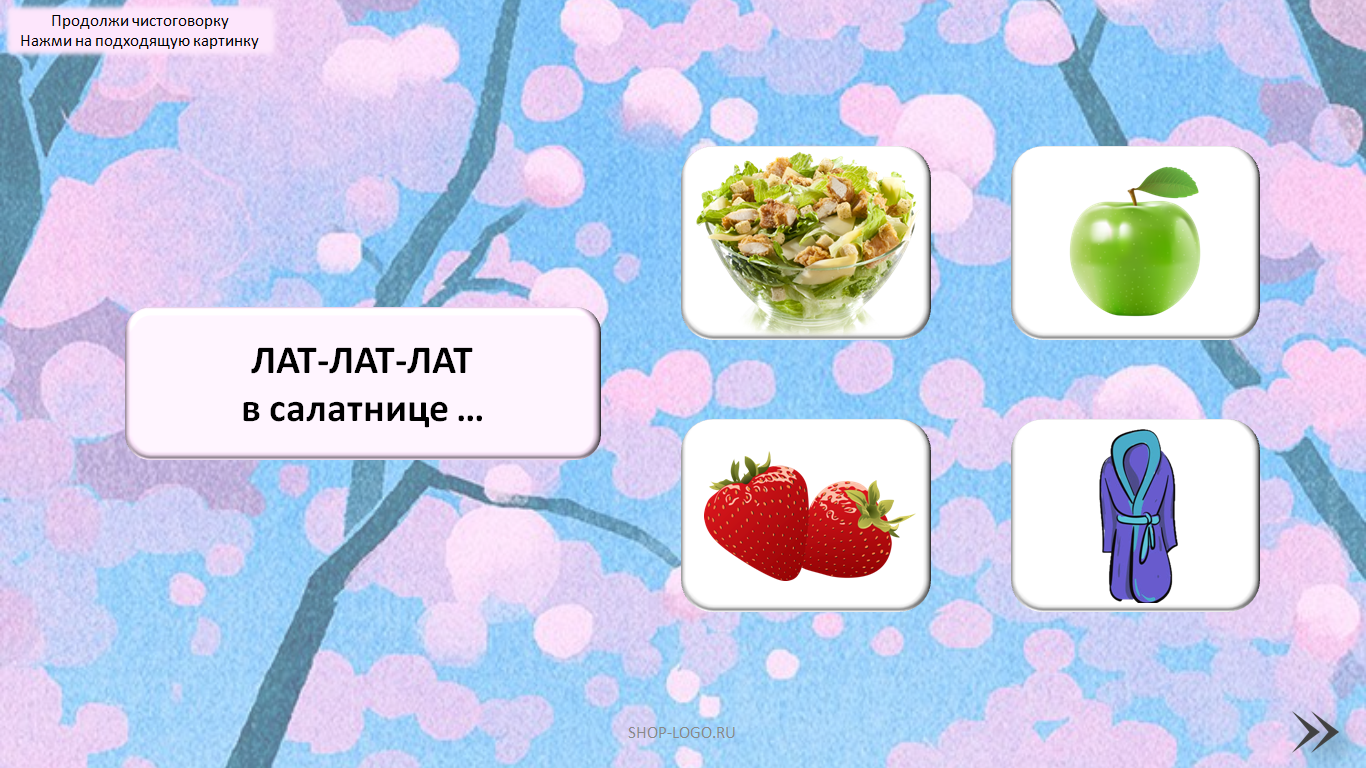 Продолжи чистоговорку
Нажми на подходящую картинку
ЛАТ-ЛАТ-ЛАТ
в салатнице ...
SHOP-LOGO.RU